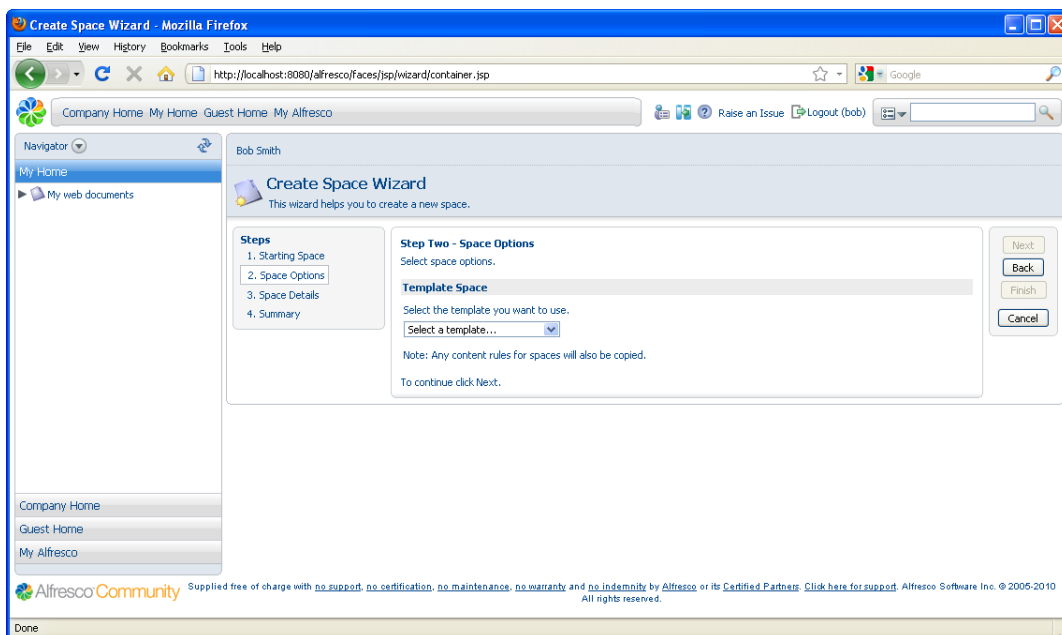 Create Space Wizard - Mozilla Firefox
File Edit View History Bookmarks Tools Help
http://localhost:8080/alfresco/faces/jsp/wizard/container.jsp
Google
Company Home My Home Guest Home My Alfresco
Raise an Issue Logout (bob)
Navigator
My Home
My web documents
Bob Smith
Create Space Wizard
This wizard helps you to create a new space.
Steps
1. Starting Space
2. Space Options
3. Space Details
4. Summary
Step Two - Space Options
Select space options.
Template Space
Select the template you want to use.
Select a template...
Note: Any content rules for spaces will also be copied.
To continue click Next.
Next
Back
Finish
Cancel
Company Home
Guest Home
My Alfresco
Alfresco Community
Supplied free of charge with no support, no certification, no maintenance, no warranty and no indemnity by Alfresco or its Certified Partners. Click here for support. Alfresco Software Inc. © 2005-2010
All rights reserved.
Done